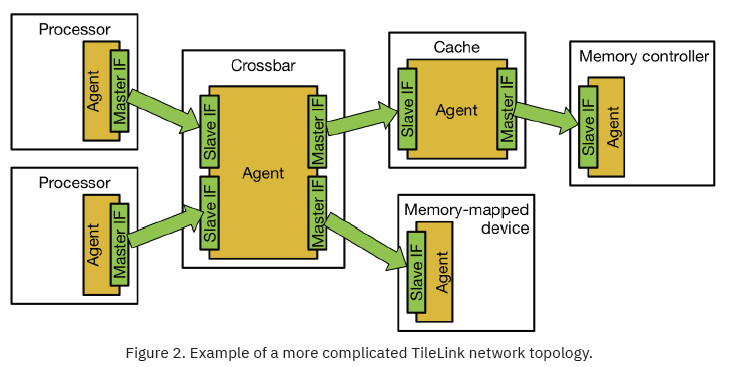 Processor
Agent
Master IF
Processor
Agent
Master IF
Crossbar
Slave IF
Slave IF
Agent
Master IF
Master IF
Cache
Slave IF
Agent
Master IF
Memory controller
Slave IF
Agent
Memory-mapped
device
Slave IF
Agent
Figure 2. Example of a more complicated TileLink network topology.